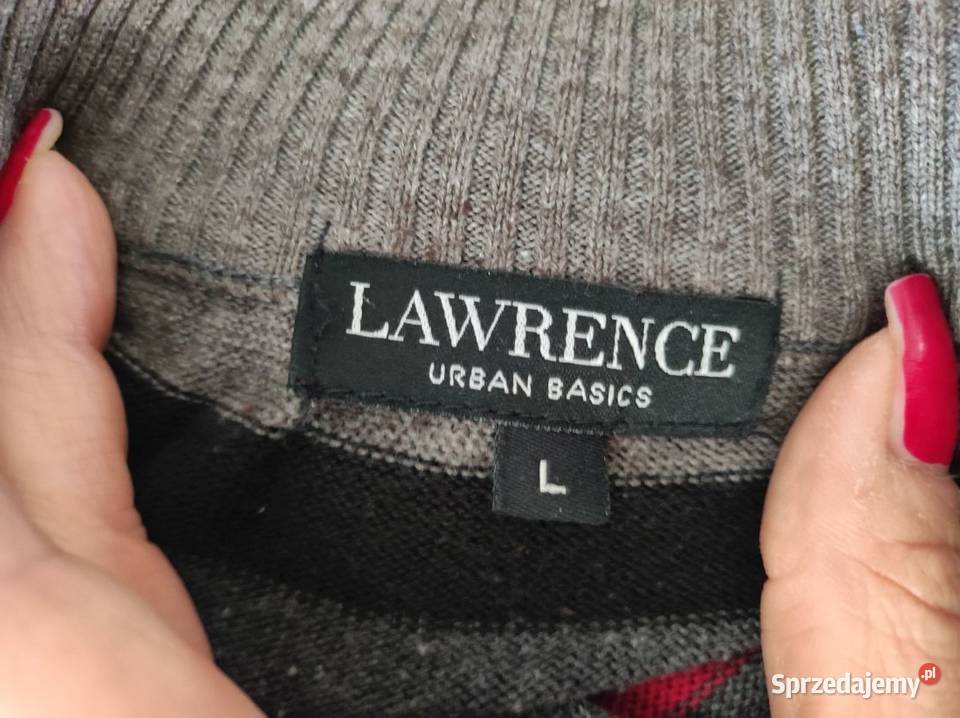 LAWRENCE
URBAN BASICS
L
Sprzedajemy.pl